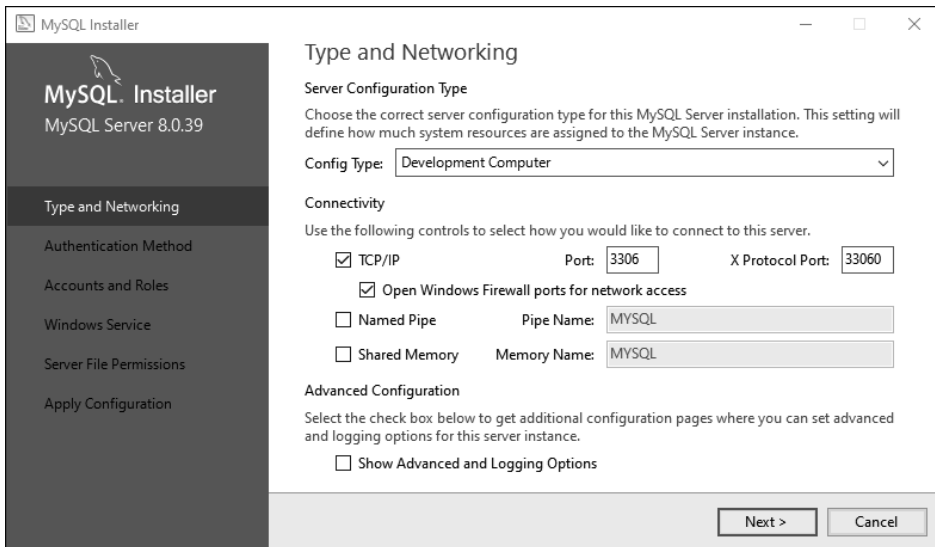 MySQL Installer
MySQL. Installer
MySQL Server 8.0.39
Type and Networking
Authentication Method
Accounts and Roles
Windows Service
Server File Permissions
Apply Configuration
Type and Networking
Server Configuration Type
Choose the correct server configuration type for this MySQL Server installation. This setting will
define how much system resources are assigned to the MySQL Server instance.
Config Type: Development Computer
Connectivity
Use the following controls to select how you would like to connect to this server.
TCP/IP Port: 3306 X Protocol Port: 33060
Open Windows Firewall ports for network access
Named Pipe Pipe Name: MYSQL
Shared Memory Memory Name: MYSQL
Advanced Configuration
Select the check box below to get additional configuration pages where you can set advanced
and logging options for this server instance.
Show Advanced and Logging Options
Next > Cancel